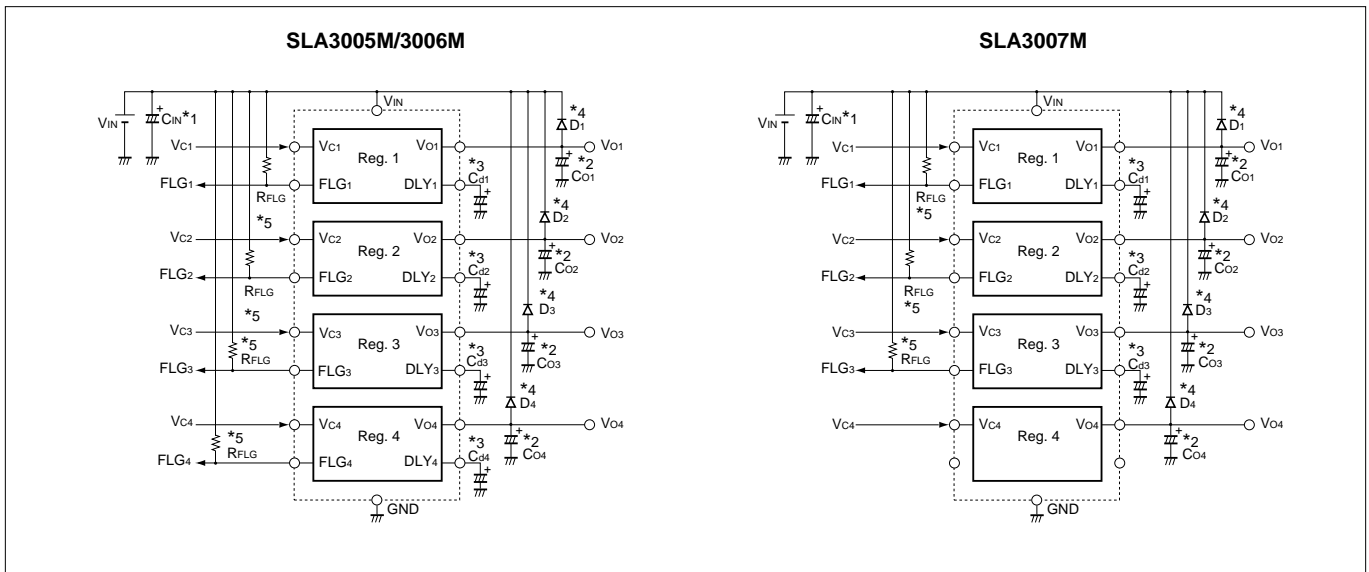 SLA3005M/3006M
VIN
VIN
CIN*1
*4
D1
VC1
VC1
Reg. 1
VO1
VO1
*2
CO1
FLG1
FLG1
DLY1
*3
Cd1
RFLG
*5
*4
D2
VC2
VC2
Reg. 2
VO2
VO2
*2
CO2
FLG2
FLG2
DLY2
*3
Cd2
RFLG
*5
*4
D3
VC3
VC3
Reg. 3
VO3
VO3
*2
CO3
*5
RFLG
FLG3
FLG3
DLY3
*3
Cd3
*4
D4
VC4
VC4
Reg. 4
VO4
VO4
*2
CO4
*5
RFLG
FLG4
FLG4
DLY4
*3
Cd4
GND
SLA3007M
VIN
VIN
CIN*1
*4
D1
VC1
VC1
Reg. 1
VO1
VO1
*2
CO1
FLG1
FLG1
DLY1
*3
Cd1
RFLG
*5
*4
D2
VC2
VC2
Reg. 2
VO2
VO2
*2
CO2
FLG2
FLG2
DLY2
*3
Cd2
RFLG
*5
*4
D3
VC3
VC3
Reg. 3
VO3
VO3
*2
CO3
*5
RFLG
FLG3
FLG3
DLY3
*3
Cd3
*4
D4
VC4
VC4
Reg. 4
VO4
VO4
*2
CO4
GND